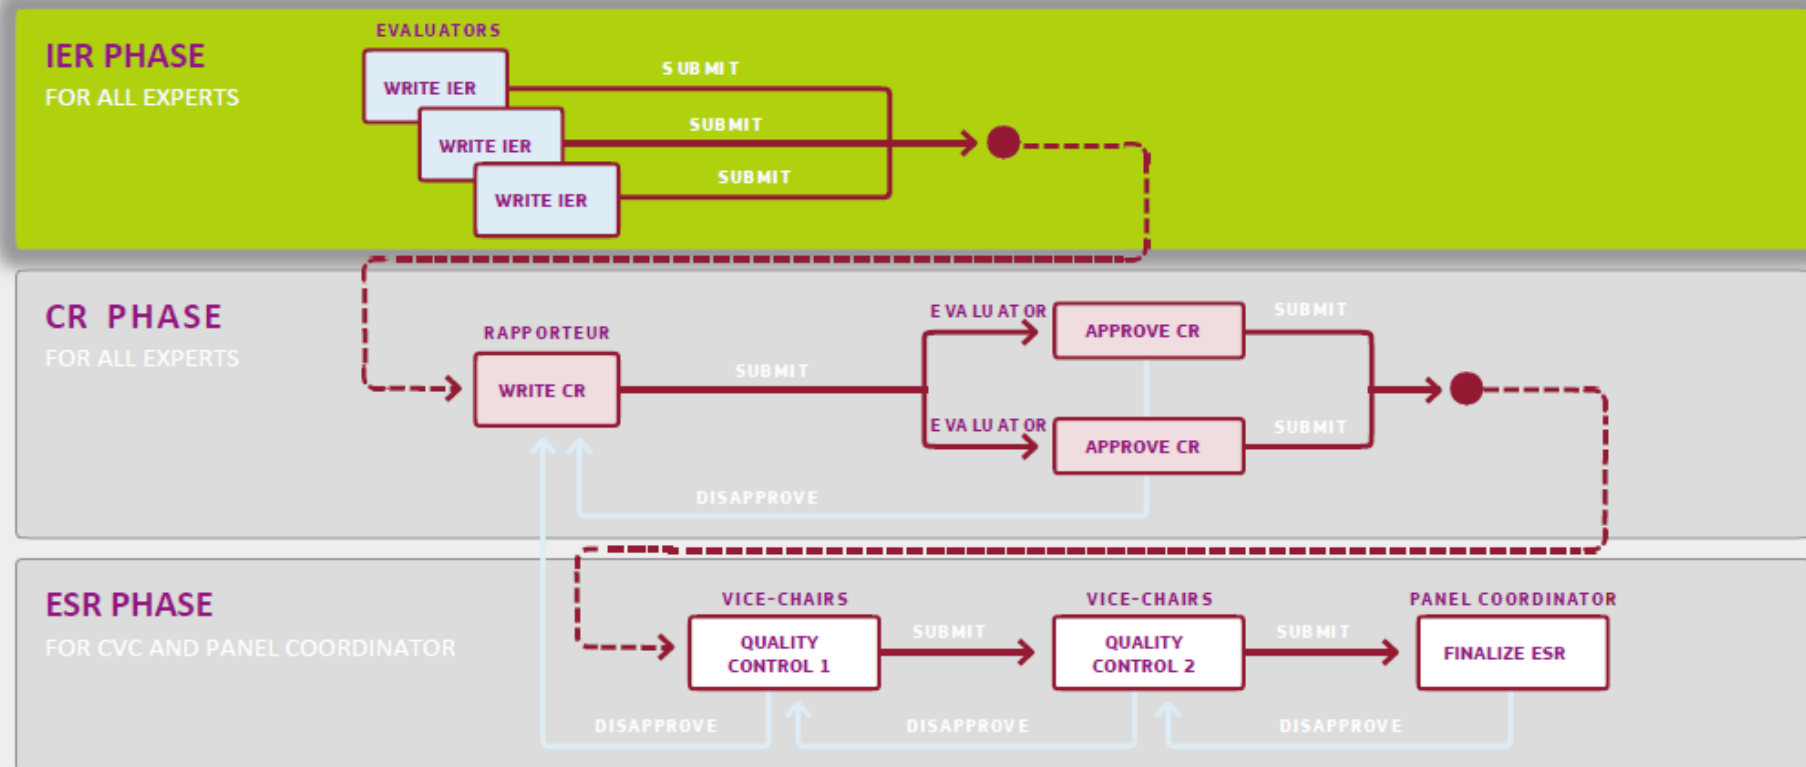 IER PHASE
FOR ALL EXPERTS
EVALUATORS
WRITE IER
SUBMIT
WRITE IER
SUBMIT
WRITE IER
SUBMIT
CR PHASE
FOR ALL EXPERTS
RAPPORTEUR
WRITE CR
SUBMIT
EVALUATOR
APPROVE CR
SUBMIT
EVALUATOR
APPROVE CR
SUBMIT
DISAPPROVE
ESR PHASE
FOR CVC AND PANEL COORDINATOR
VICE-CHAIRS
QUALITY
CONTROL 1
SUBMIT
VICE-CHAIRS
QUALITY
CONTROL 2
SUBMIT
PANEL COORDINATOR
FINALIZE ESR
DISAPPROVE
DISAPPROVE
DISAPPROVE